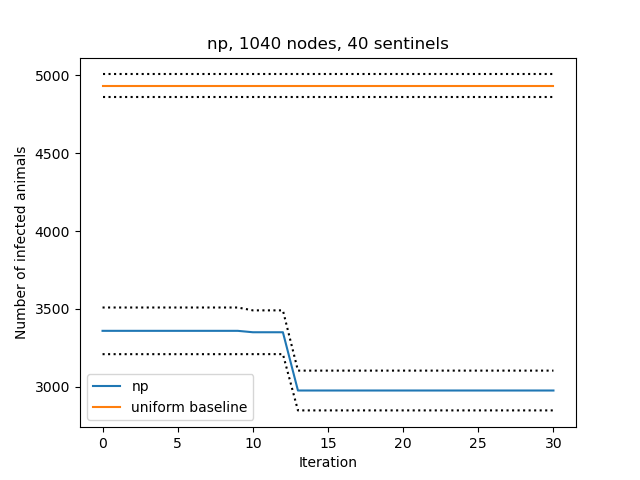 np, 1040 nodes, 40 sentinels
5000
4500
4000
3500
3000
Number of infected animals
np
uniform baseline
0 5 10 15 20 25 30
Iteration